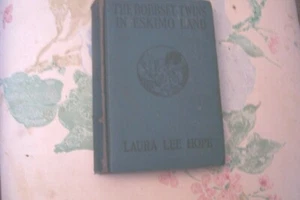 THE BOBBSEY TWINS
IN ESKIMO LAND
LAURA LEE HOPE